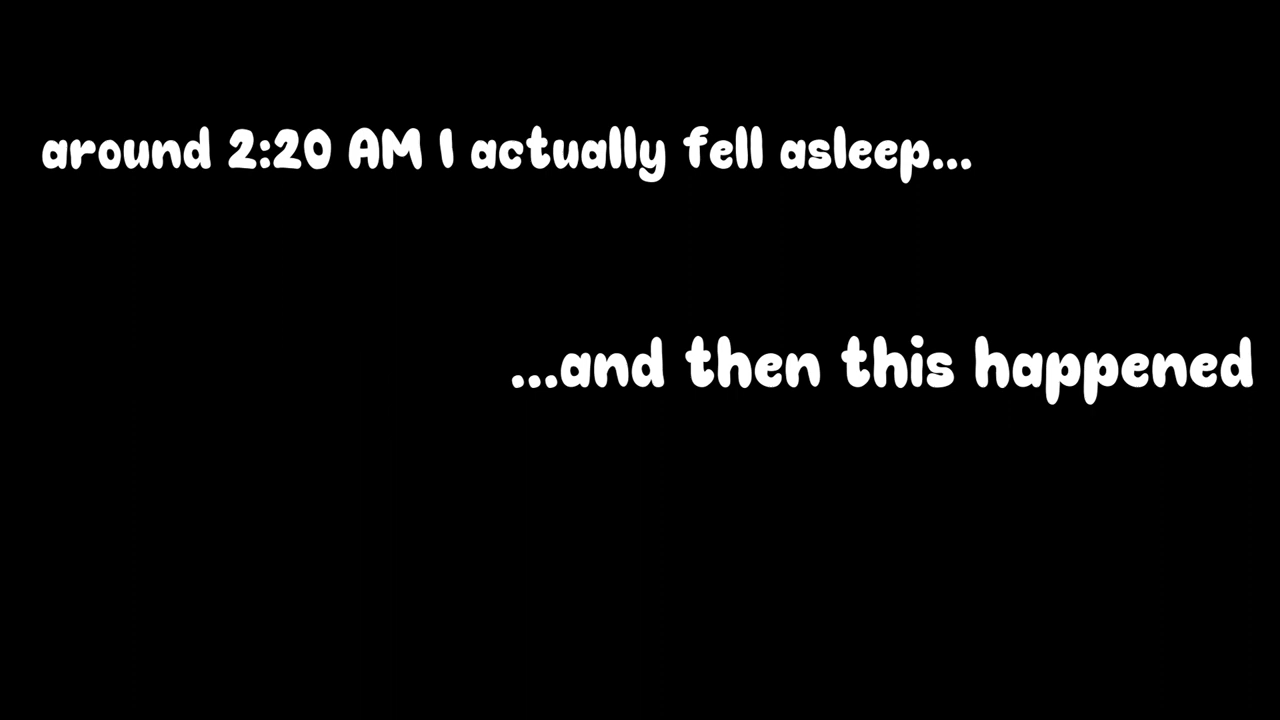 around 2:20 AM I actually fell asleep...
...and then this happened